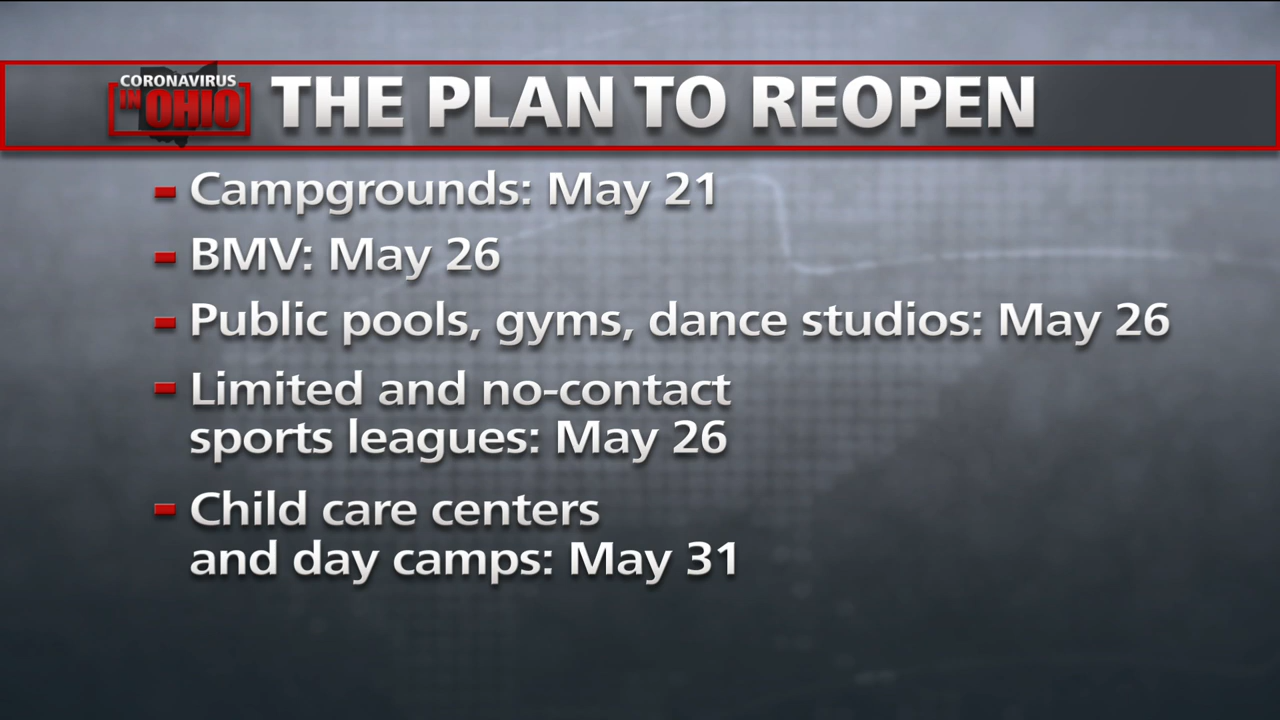 CORONAVIRUS
IN OHIO
THE PLAN TO REOPEN
Campgrounds: May 21
BMV: May 26
Public pools, gyms, dance studios: May 26
Limited and no-contact
sports leagues: May 26
Child care centers
and day camps: May 31